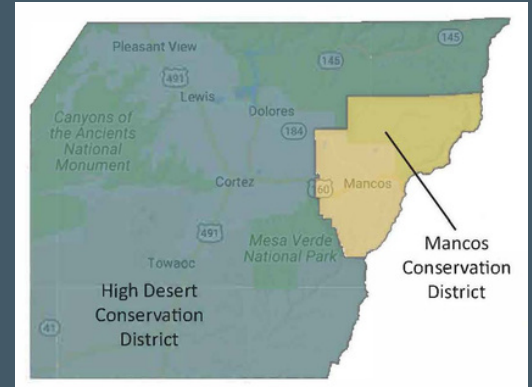 145
Pleasant View
145
491
Lewis
Dolores
Canyons of
the Ancients
National
Monument
184
Cortez
160
Mancos
491
Mesa Verde
National Park
Mancos
Conservation
District
Towaoc
High Desert
Conservation
District
41